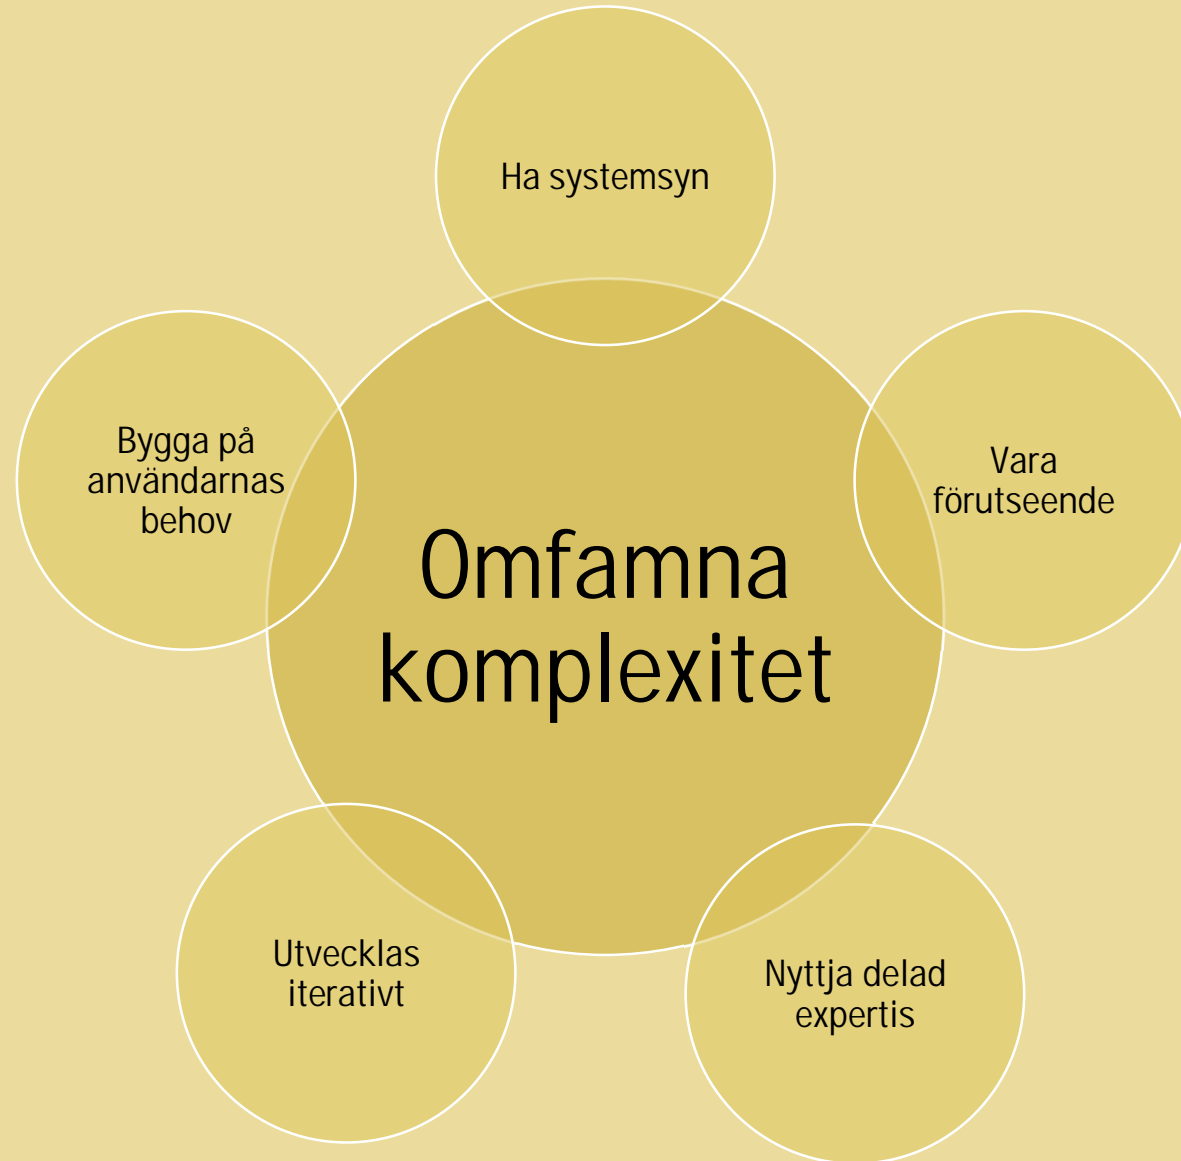 Ha systemsyn
Bygga på
användarnas
behov
Vara
förutseende
Omfamna
komplexitet
Utvecklas
iterativt
Nyttja delad
expertis